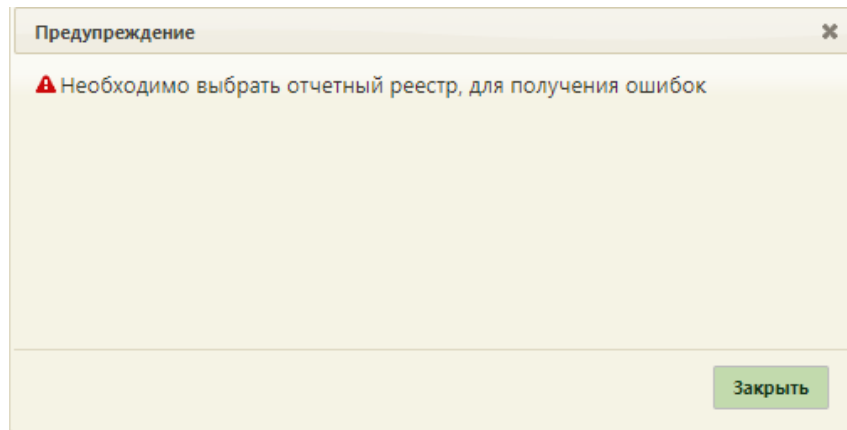 Предупреждение
Необходимо выбрать отчетный реестр, для получения ошибок
Закрыть